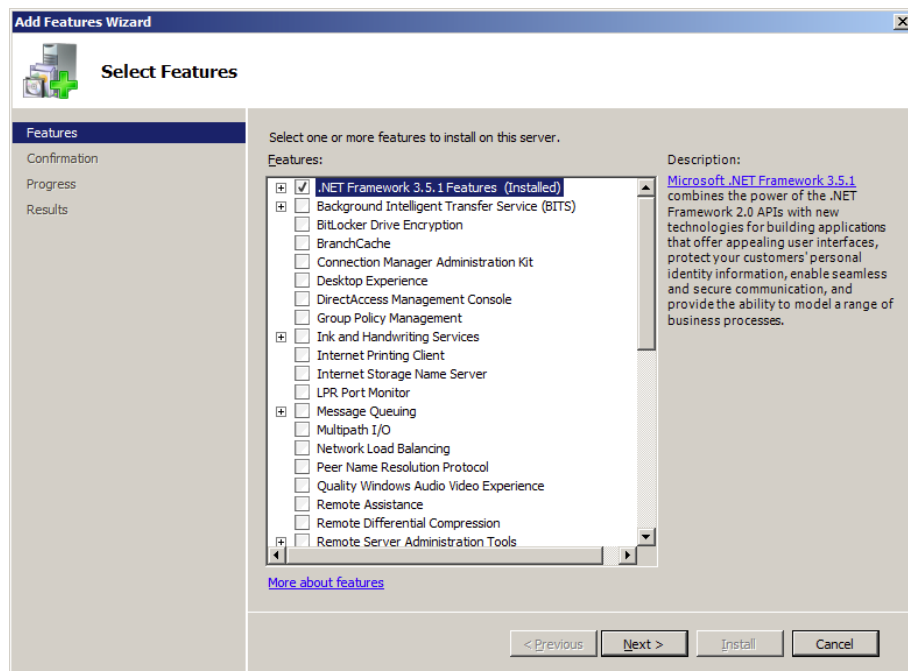 Add Features Wizard
Select Features
Features
Confirmation
Progress
Results
Select one or more features to install on this server.
Features:
.NET Framework 3.5.1 Features (Installed)
Background Intelligent Transfer Service (BITS)
BitLocker Drive Encryption
BranchCache
Connection Manager Administration Kit
Desktop Experience
DirectAccess Management Console
Group Policy Management
Ink and Handwriting Services
Internet Printing Client
Internet Storage Name Server
LPR Port Monitor
Message Queuing
Multipath I/O
Network Load Balancing
Peer Name Resolution Protocol
Quality Windows Audio Video Experience
Remote Assistance
Remote Differential Compression
Remote Server Administration Tools
More about features
Description:
Microsoft .NET Framework 3.5.1
combines the power of the .NET
Framework 2.0 APIs with new
technologies for building applications
that offer appealing user interfaces,
protect your customers' personal
identity information, enable seamless
and secure communication, and
provide the ability to model a range of
business processes.
< Previous
Next >
Install
Cancel